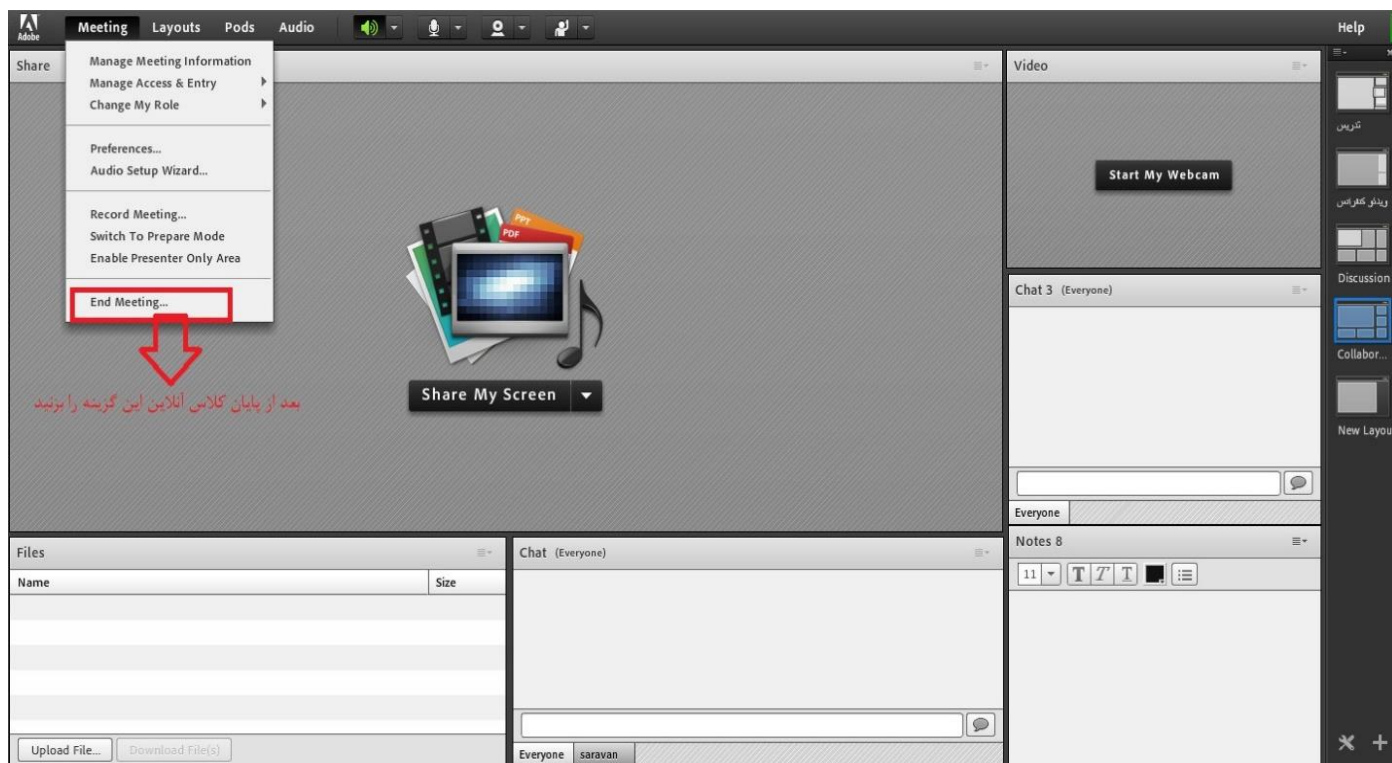 Adobe
Meeting Layouts Pods Audio
Help
Manage Meeting Information
Manage Access & Entry
Change My Role
Preferences...
Audio Setup Wizard...
Record Meeting...
Switch To Prepare Mode
Enable Presenter Only Area
End Meeting...
بعد از پایان کلاس آنلاین این گزینه را بزنید
Share
PPT
PDF
Share My Screen
Video
Start My Webcam
Chat 3 (Everyone)
Everyone
Files
Name Size
Upload File... Download File(s)
Chat (Everyone)
Everyone saravan
Notes 8
11 T T T
تدریس
ویدئو کنفرانس
Discussion
Collabor...
New Layou